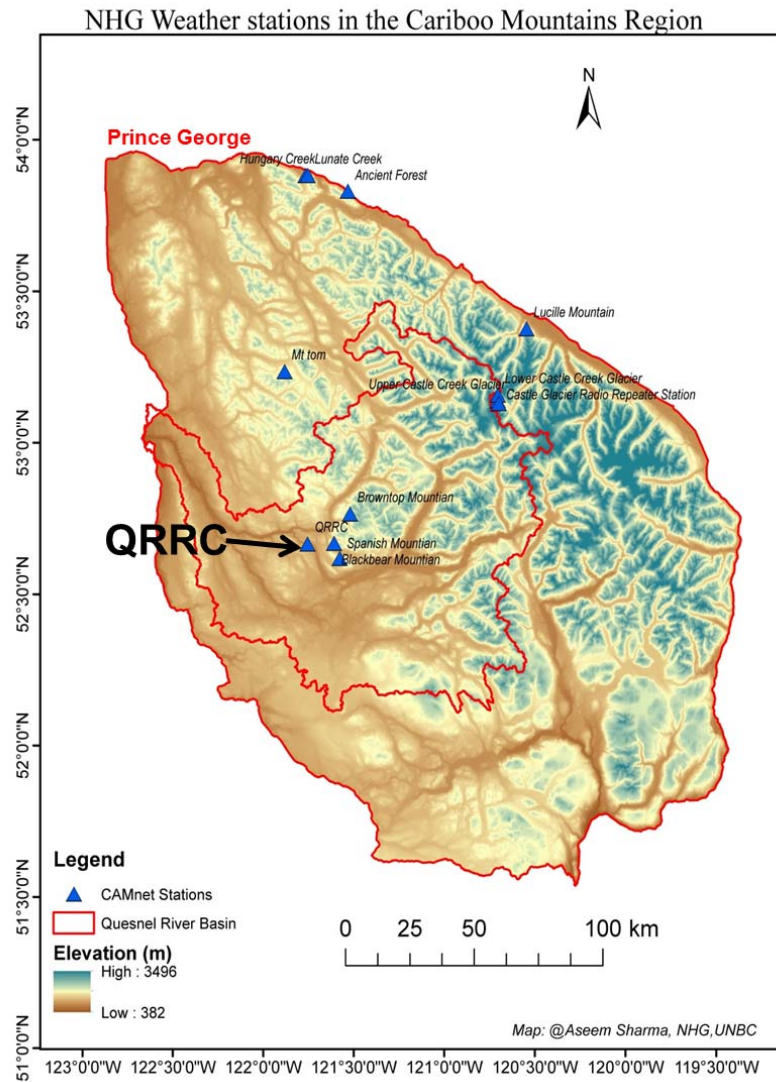 NHG Weather stations in the Cariboo Mountains Region
N
Prince George
Hungary CreekLunate Creek
Ancient Forest
Lucille Mountain
Mt tom
Upper Castle Creek Glacier
Lower Castle Creek Glacier
Castle Glacier Radio Repeater Station
Browntop Mountian
QRRC
QRRC
Spanish Mountian
Blackbear Mountian
54°0'0"N
53°30'0"N
53°0'0"N
52°30'0"N
52°0'0"N
51°30'0"N
51°0'0"N
Legend
CAMnet Stations
Quesnel River Basin
Elevation (m)
High : 3496
Low : 382
0 25 50 100 km
Map: @Aseem Sharma, NHG,UNBC
123°0'0"W 122°30'0"W 122°0'0"W 121°30'0"W 121°0'0"W 120°30'0"W 120°0'0"W 119°30'0"W